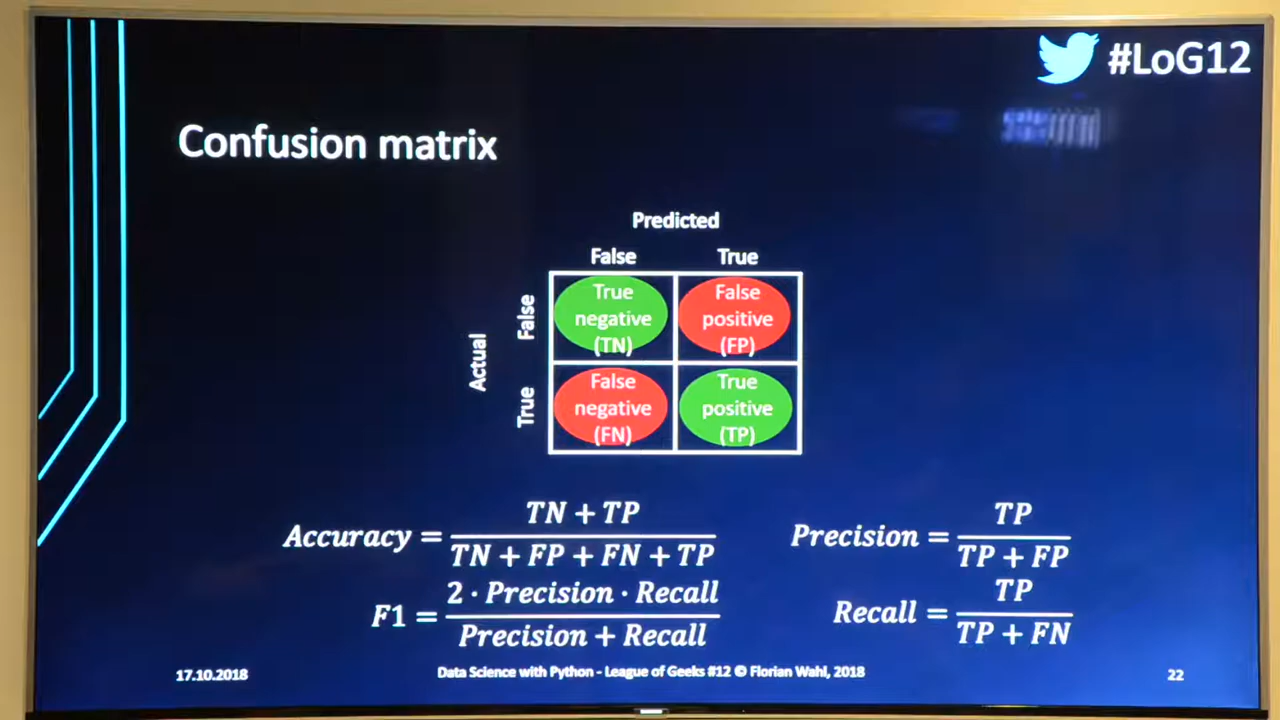 #LoG12
Confusion matrix
Predicted
False True
Actual
False
True
True
negative
(TN)
False
positive
(FP)
False
negative
(FN)
True
positive
(TP)
Accuracy = (TN + TP) / (TN + FP + FN + TP)
Precision = TP / (TP + FP)
F1 = (2 · Precision · Recall) / (Precision + Recall)
Recall = TP / (TP + FN)
17.10.2018
Data Science with Python - League of Geeks #12 © Florian Wahl, 2018
22